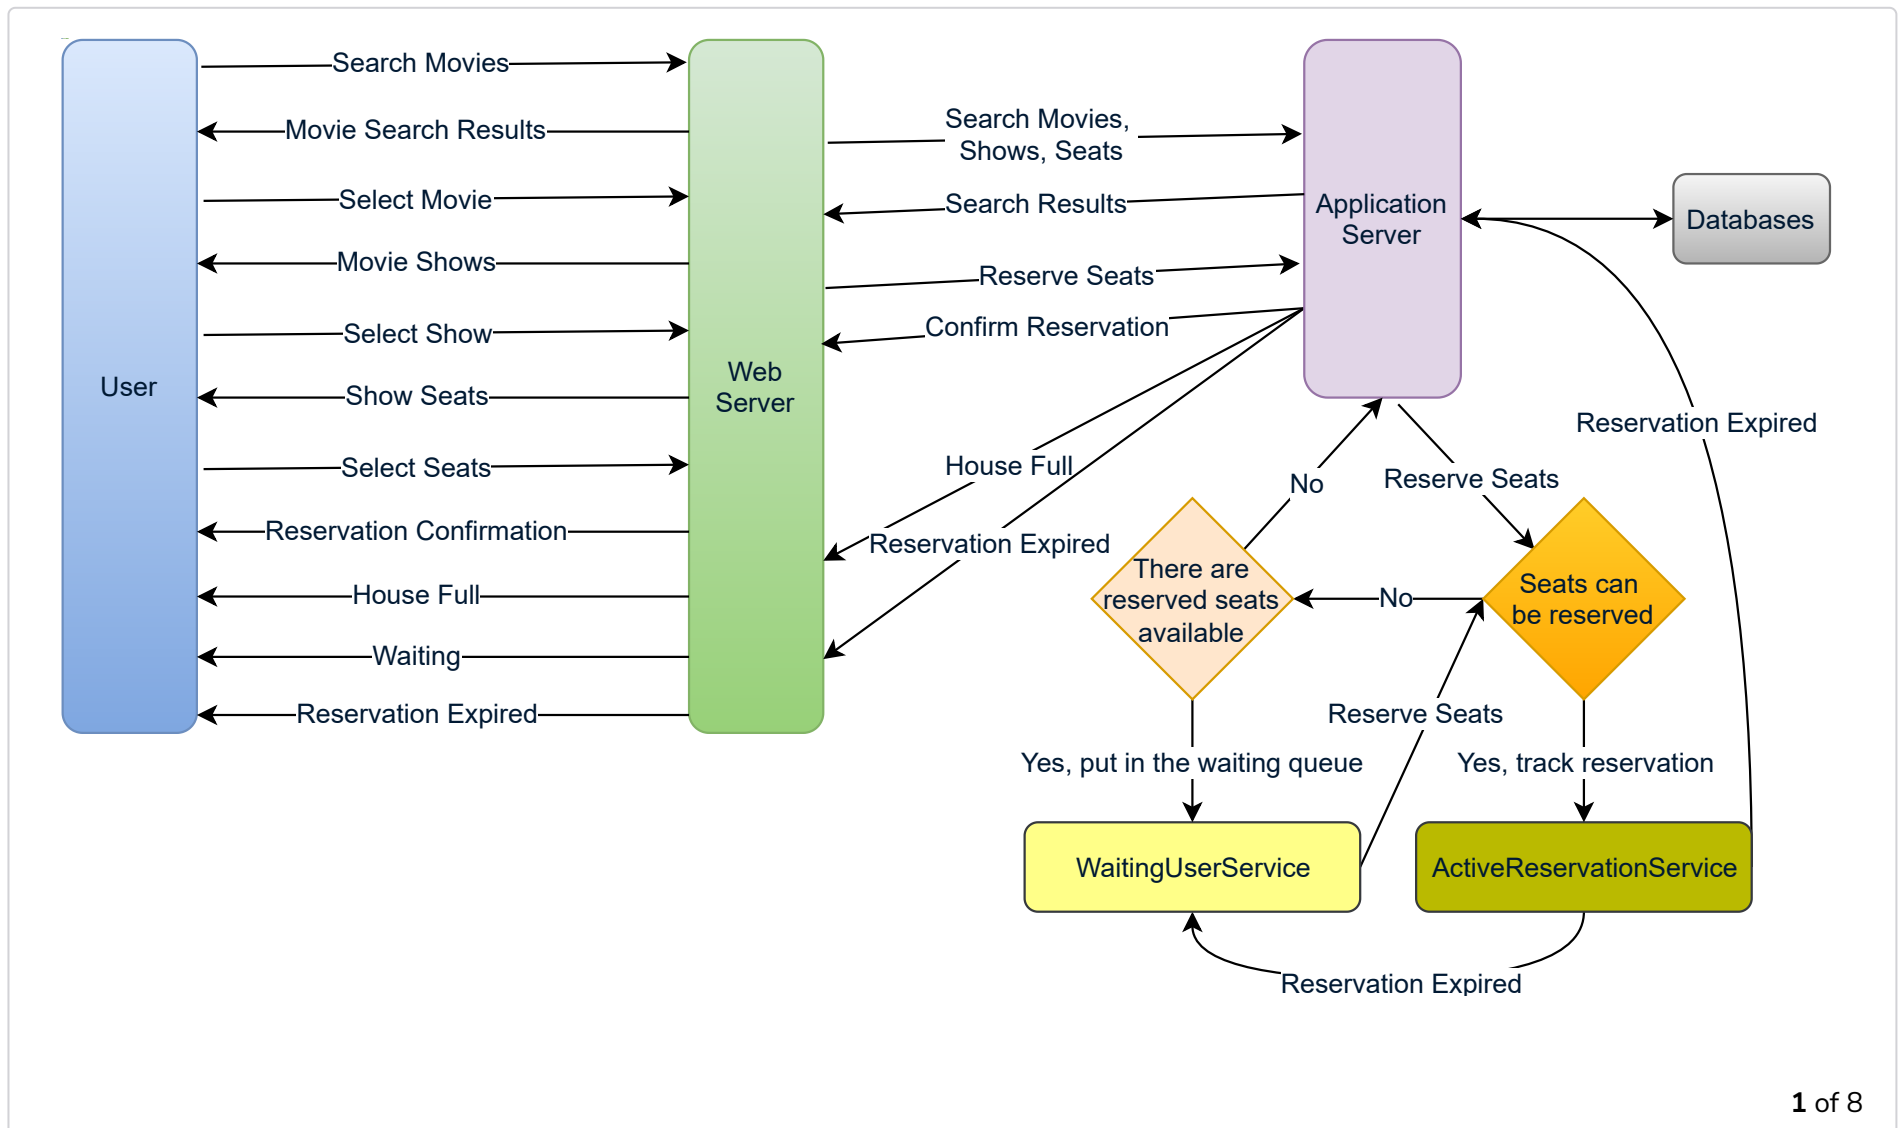 Search Movies
Movie Search Results
Search Movies,
Shows, Seats
Select Movie
Search Results
Application
Server
Databases
Movie Shows
Reserve Seats
Select Show
Confirm Reservation
User
Web
Server
Show Seats
Reservation Expired
Select Seats
House Full
No
Reserve Seats
Reservation Confirmation
Reservation Expired
There are
reserved seats
available
No
Seats can
be reserved
House Full
Waiting
Reservation Expired
Reserve Seats
Yes, put in the waiting queue
Yes, track reservation
WaitingUserService
ActiveReservationService
Reservation Expired
1 of 8